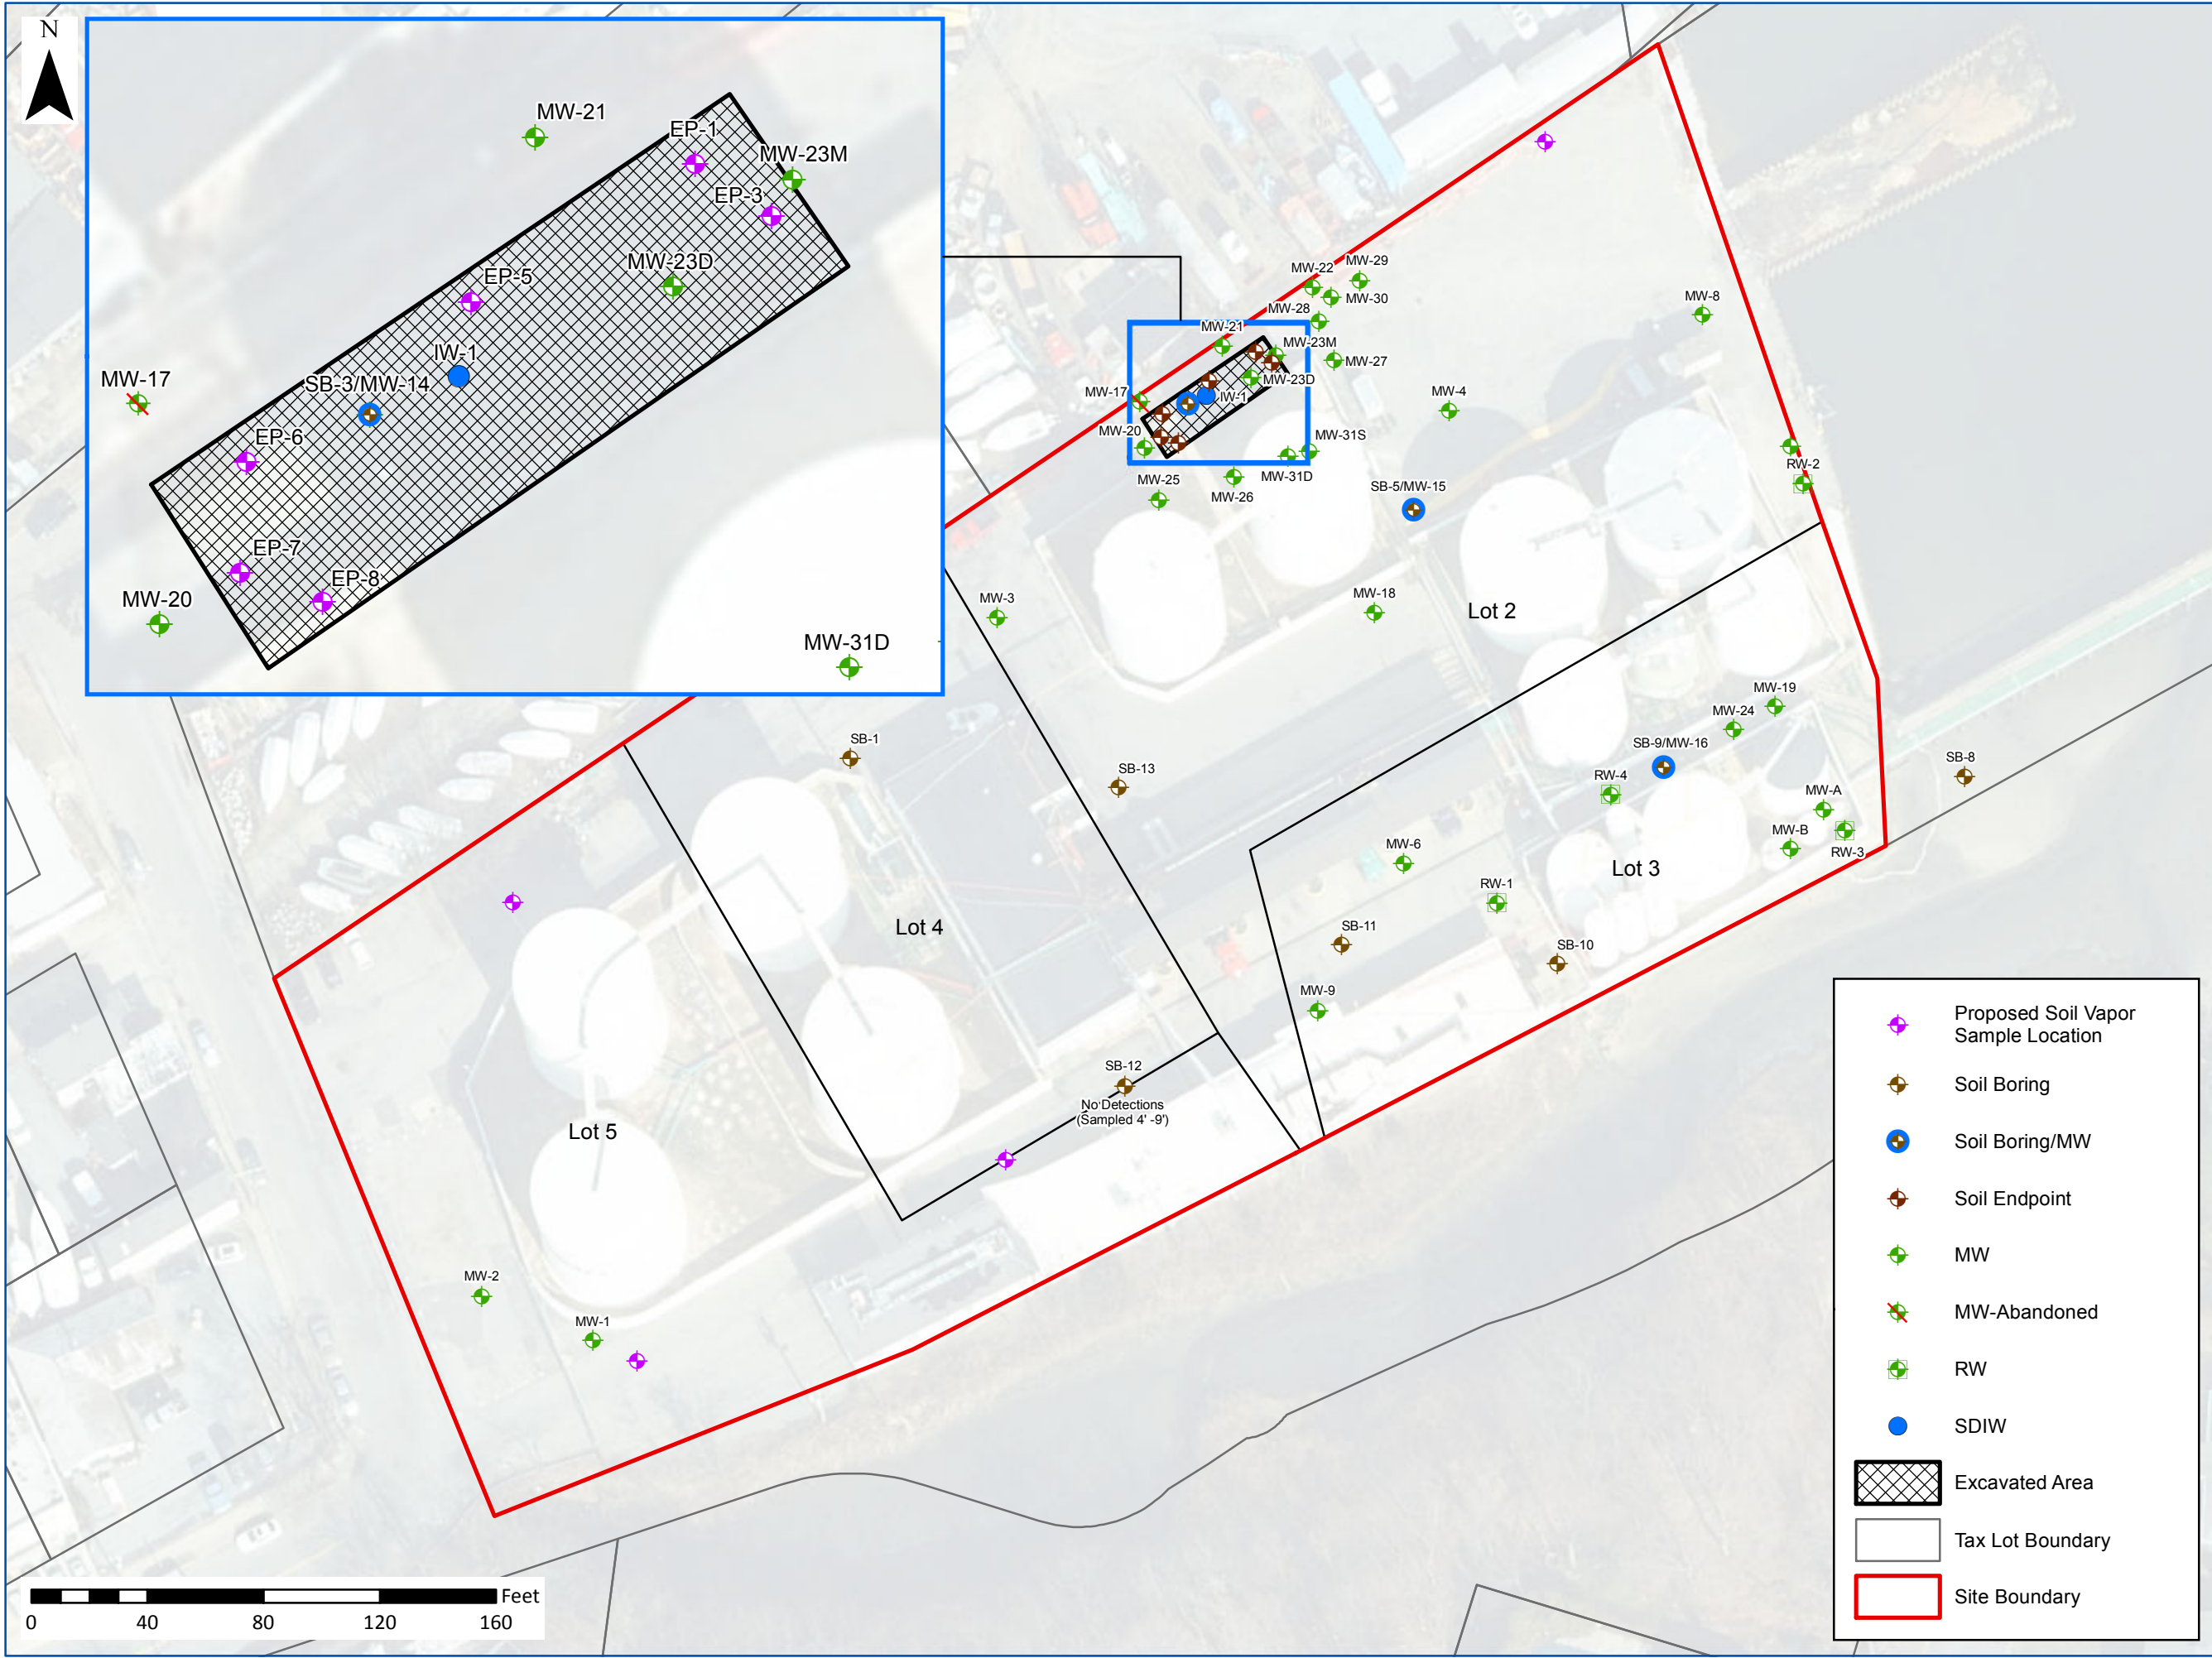 N
MW-21
EP-1
MW-23M
EP-3
MW-23D
EP-5
IW-1
SB-3/MW-14
MW-17
EP-6
EP-7
EP-8
MW-20
MW-31D
MW-22
MW-29
MW-30
MW-28
MW-21
MW-23M
MW-27
MW-23D
MW-17
IW-1
MW-20
MW-31S
MW-31D
MW-25
MW-26
MW-8
MW-4
RW-2
SB-5/MW-15
MW-3
MW-18
Lot 2
MW-19
MW-24
SB-9/MW-16
SB-1
SB-13
RW-4
SB-8
MW-A
MW-B
RW-3
MW-6
Lot 3
RW-1
Lot 4
SB-11
SB-10
MW-9
SB-12
No Detections
(Sampled 4' -9')
Lot 5
MW-2
MW-1
Proposed Soil Vapor
Sample Location
Soil Boring
Soil Boring/MW
Soil Endpoint
MW
MW-Abandoned
RW
SDIW
Excavated Area
Tax Lot Boundary
Site Boundary
Feet
0 40 80 120 160